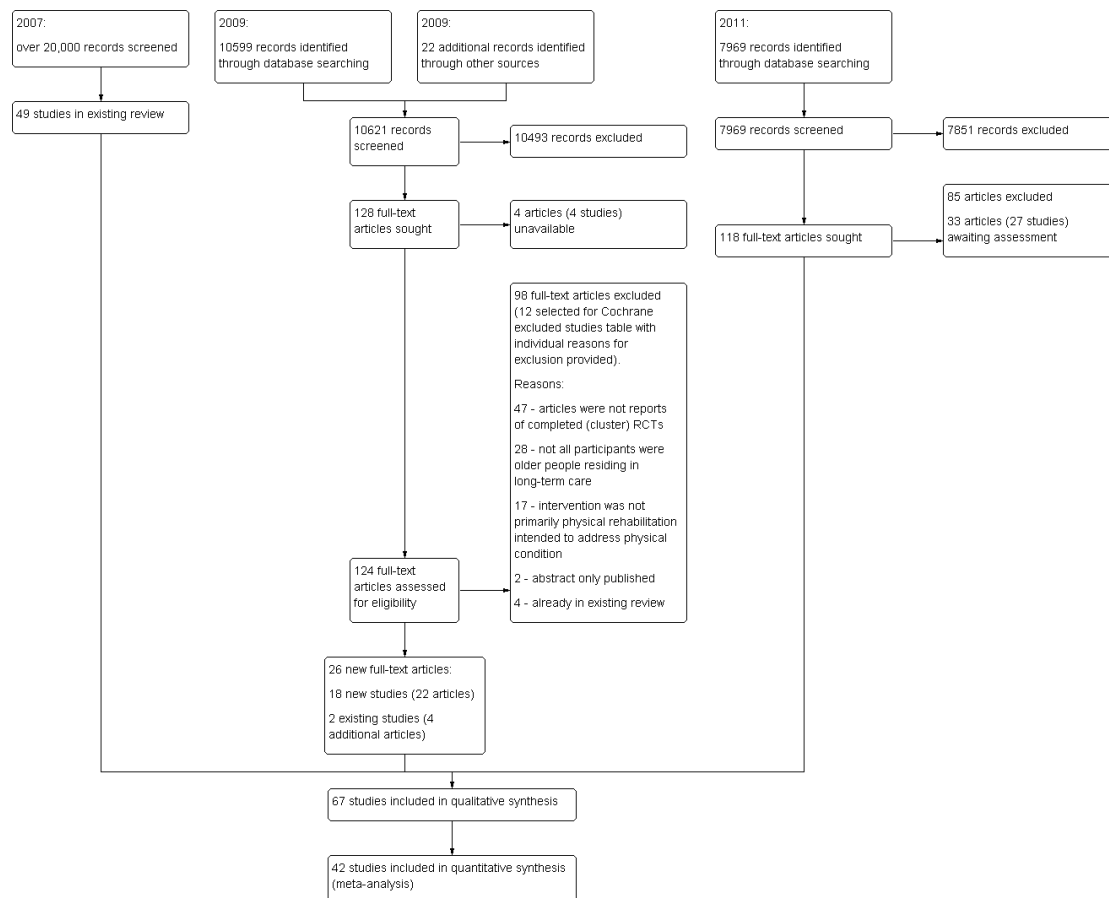 2007:
over 20,000 records screened
49 studies in existing review
2009:
10599 records identified
through database searching
2009:
22 additional records identified
through other sources
10621 records
screened
10493 records excluded
128 full-text
articles sought
4 articles (4 studies)
unavailable
98 full-text articles excluded
(12 selected for Cochrane
excluded studies table with
individual reasons for
exclusion provided).
Reasons:
47 - articles were not reports
of completed (cluster) RCTs
28 - not all participants were
older people residing in
long-term care
17 - intervention was not
primarily physical rehabilitation
intended to address physical
condition
2 - abstract only published
4 - already in existing review
124 full-text
articles assessed
for eligibility
26 new full-text articles:
18 new studies (22 articles)
2 existing studies (4
additional articles)
2011:
7969 records identified
through database searching
7969 records screened
7851 records excluded
118 full-text articles sought
85 articles excluded
33 articles (27 studies)
awaiting assessment
67 studies included in qualitative synthesis
42 studies included in quantitative synthesis
(meta-analysis)